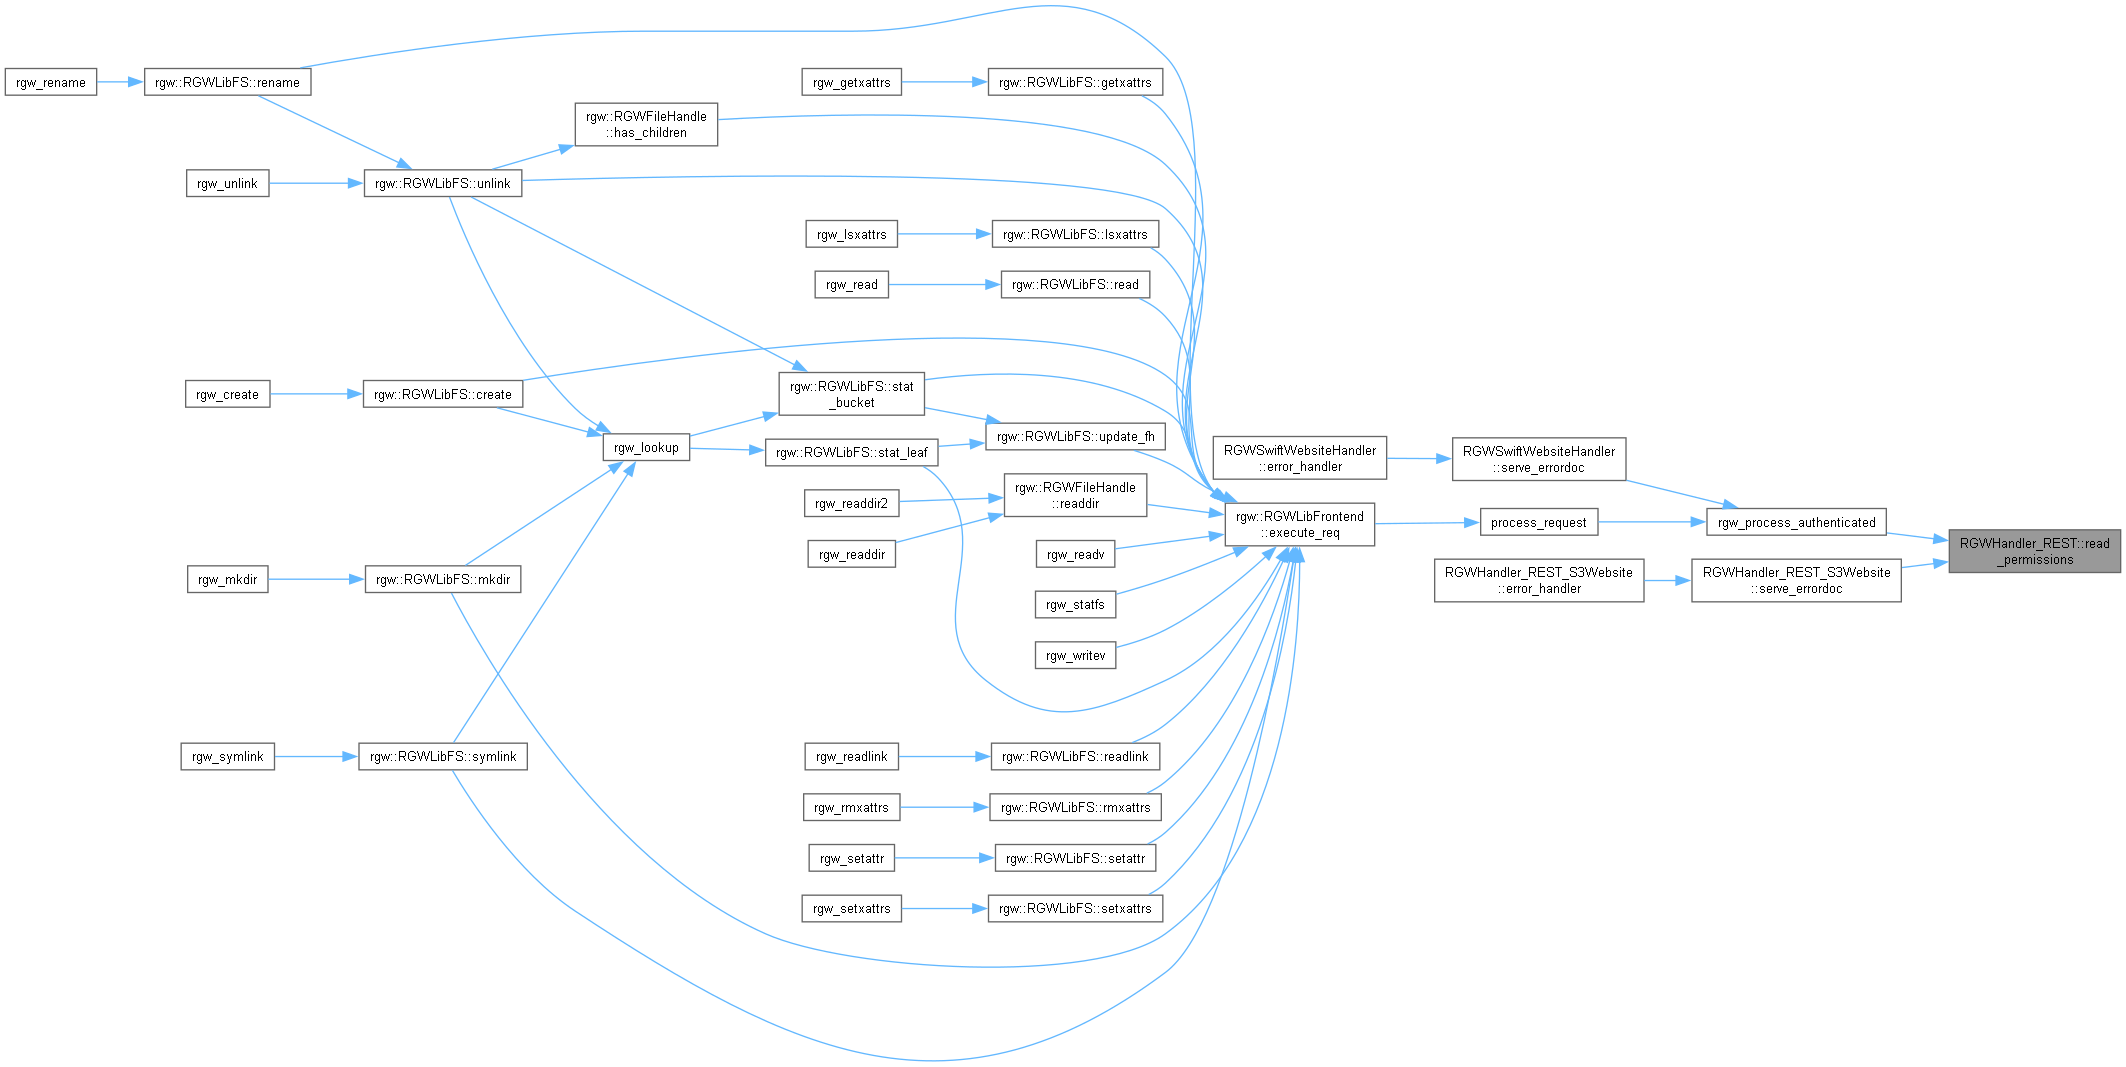 rgw_rename
rgw::RGWLibFS::rename
rgw_getxattrs
rgw::RGWLibFS::getxattrs
rgw::RGWFileHandle
::has_children
rgw_unlink
rgw::RGWLibFS::unlink
rgw_lsxattrs
rgw::RGWLibFS::lsxattrs
rgw_read
rgw::RGWLibFS::read
rgw_create
rgw::RGWLibFS::create
rgw::RGWLibFS::stat
_bucket
rgw_lookup
rgw::RGWLibFS::stat_leaf
rgw::RGWLibFS::update_fh
RGWSwiftWebsiteHandler
::error_handler
RGWSwiftWebsiteHandler
::serve_errordoc
rgw_readdir2
rgw::RGWFileHandle
::readdir
rgw_readdir
rgw::RGWLibFrontend
::execute_req
process_request
rgw_process_authenticated
RGWHandler_REST::read
_permissions
rgw_readv
rgw_mkdir
rgw::RGWLibFS::mkdir
RGWHandler_REST_S3Website
::error_handler
RGWHandler_REST_S3Website
::serve_errordoc
rgw_statfs
rgw_writev
rgw_symlink
rgw::RGWLibFS::symlink
rgw_readlink
rgw::RGWLibFS::readlink
rgw_rmxattrs
rgw::RGWLibFS::rmxattrs
rgw_setattr
rgw::RGWLibFS::setattr
rgw_setxattrs
rgw::RGWLibFS::setxattrs